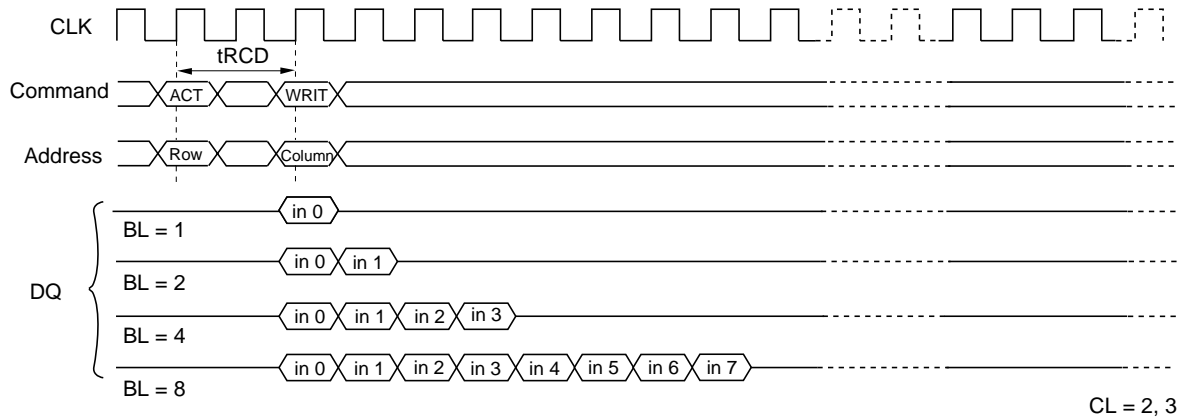 CLK
tRCD
Command ACT WRIT
Address Row Column
in 0
BL = 1
in 0 in 1
BL = 2
DQ
in 0 in 1 in 2 in 3
BL = 4
in 0 in 1 in 2 in 3 in 4 in 5 in 6 in 7
BL = 8
CL = 2, 3